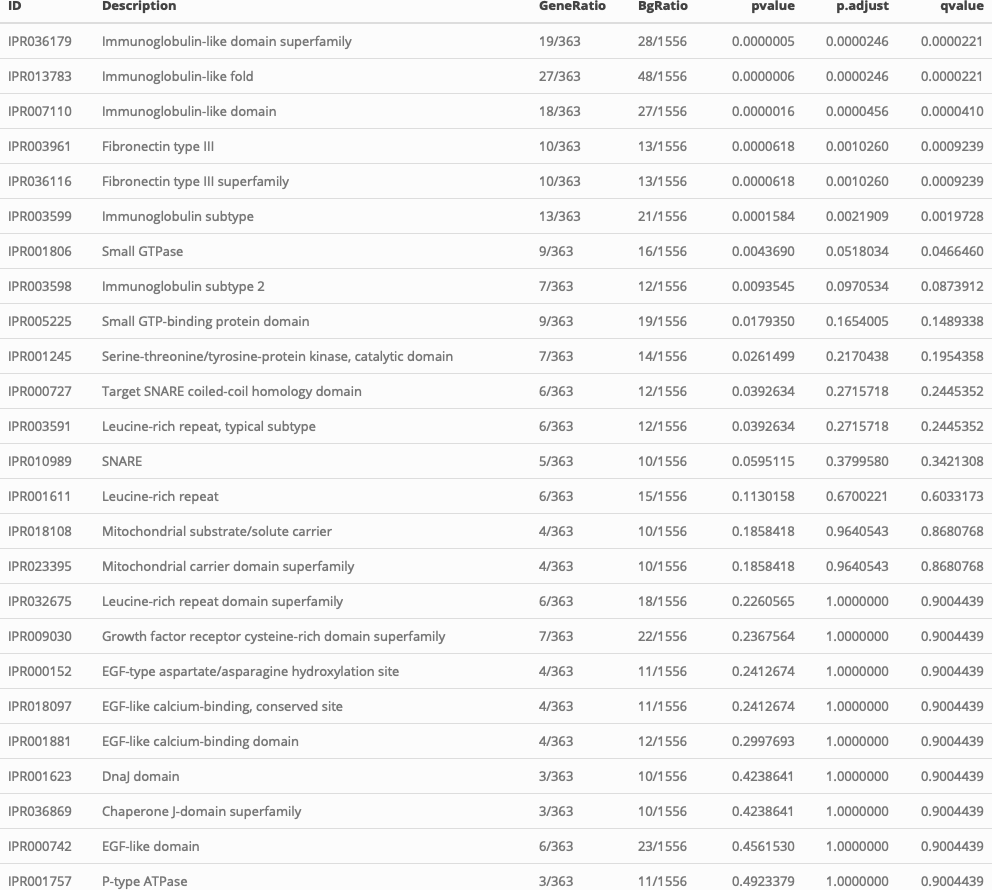 ID Description GeneRatio BgRatio pvalue p.adjust qvalue
IPR036179 Immunoglobulin-like domain superfamily 19/363 28/1556 0.0000005 0.0000246 0.0000221
IPR013783 Immunoglobulin-like fold 27/363 48/1556 0.0000006 0.0000246 0.0000221
IPR007110 Immunoglobulin-like domain 18/363 27/1556 0.0000016 0.0000456 0.0000410
IPR003961 Fibronectin type III 10/363 13/1556 0.0000618 0.0010260 0.0009239
IPR036116 Fibronectin type III superfamily 10/363 13/1556 0.0000618 0.0010260 0.0009239
IPR003599 Immunoglobulin subtype 13/363 21/1556 0.0001584 0.0021909 0.0019728
IPR001806 Small GTPase 9/363 16/1556 0.0043690 0.0518034 0.0466460
IPR003598 Immunoglobulin subtype 2 7/363 12/1556 0.0093545 0.0970534 0.0873912
IPR005225 Small GTP-binding protein domain 9/363 19/1556 0.0179350 0.1654005 0.1489338
IPR001245 Serine-threonine/tyrosine-protein kinase, catalytic domain 7/363 14/1556 0.0261499 0.2170438 0.1954358
IPR000727 Target SNARE coiled-coil homology domain 6/363 12/1556 0.0392634 0.2715718 0.2445352
IPR003591 Leucine-rich repeat, typical subtype 6/363 12/1556 0.0392634 0.2715718 0.2445352
IPR010989 SNARE 5/363 10/1556 0.0595115 0.3799580 0.3421308
IPR001611 Leucine-rich repeat 6/363 15/1556 0.1130158 0.6700221 0.6033173
IPR018108 Mitochondrial substrate/solute carrier 4/363 10/1556 0.1858418 0.9640543 0.8680768
IPR023395 Mitochondrial carrier domain superfamily 4/363 10/1556 0.1858418 0.9640543 0.8680768
IPR032675 Leucine-rich repeat domain superfamily 6/363 18/1556 0.2260565 1.0000000 0.9004439
IPR009030 Growth factor receptor cysteine-rich domain superfamily 7/363 22/1556 0.2367564 1.0000000 0.9004439
IPR000152 EGF-type aspartate/asparagine hydroxylation site 4/363 11/1556 0.2412674 1.0000000 0.9004439
IPR018097 EGF-like calcium-binding, conserved site 4/363 11/1556 0.2412674 1.0000000 0.9004439
IPR001881 EGF-like calcium-binding domain 4/363 12/1556 0.2997693 1.0000000 0.9004439
IPR001623 DnaJ domain 3/363 10/1556 0.4238641 1.0000000 0.9004439
IPR036869 Chaperone J-domain superfamily 3/363 10/1556 0.4238641 1.0000000 0.9004439
IPR000742 EGF-like domain 6/363 23/1556 0.4561530 1.0000000 0.9004439
IPR001757 P-type ATPase 3/363 11/1556 0.4923379 1.0000000 0.9004439